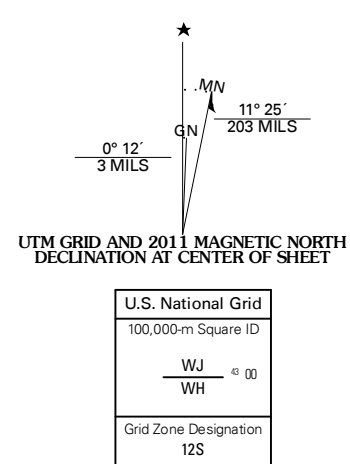 MN
11° 25´
203 MILS
GN
0° 12´
3 MILS
UTM GRID AND 2011 MAGNETIC NORTH
DECLINATION AT CENTER OF SHEET
U.S. National Grid
100,000-m Square ID
WJ
43 00
WH
Grid Zone Designation
12S